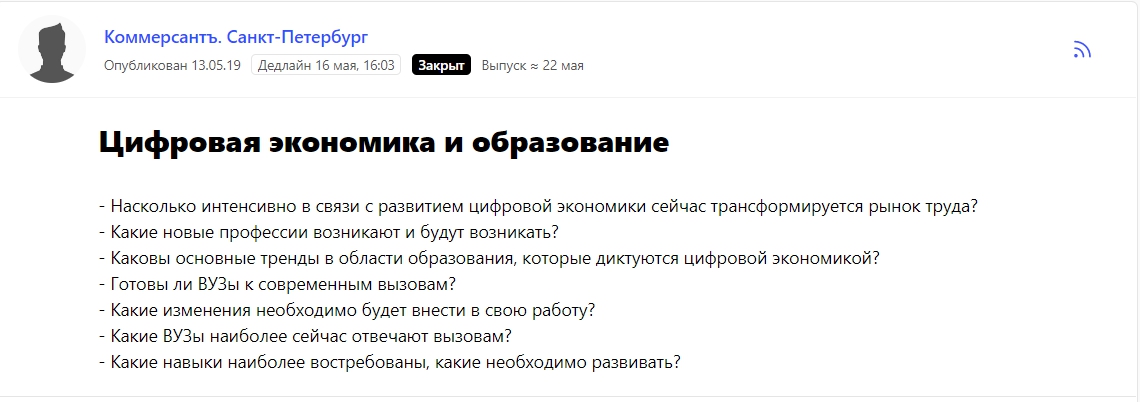 Коммерсантъ. Санкт-Петербург
Опубликован 13.05.19 Дедлайн 16 мая, 16:03 Закрыт Выпуск ≈ 22 мая
Цифровая экономика и образование
- Насколько интенсивно в связи с развитием цифровой экономики сейчас трансформируется рынок труда?
- Какие новые профессии возникают и будут возникать?
- Каковы основные тренды в области образования, которые диктуются цифровой экономикой?
- Готовы ли ВУЗы к современным вызовам?
- Какие изменения необходимо будет внести в свою работу?
- Какие ВУЗы наиболее сейчас отвечают вызовам?
- Какие навыки наиболее востребованы, какие необходимо развивать?